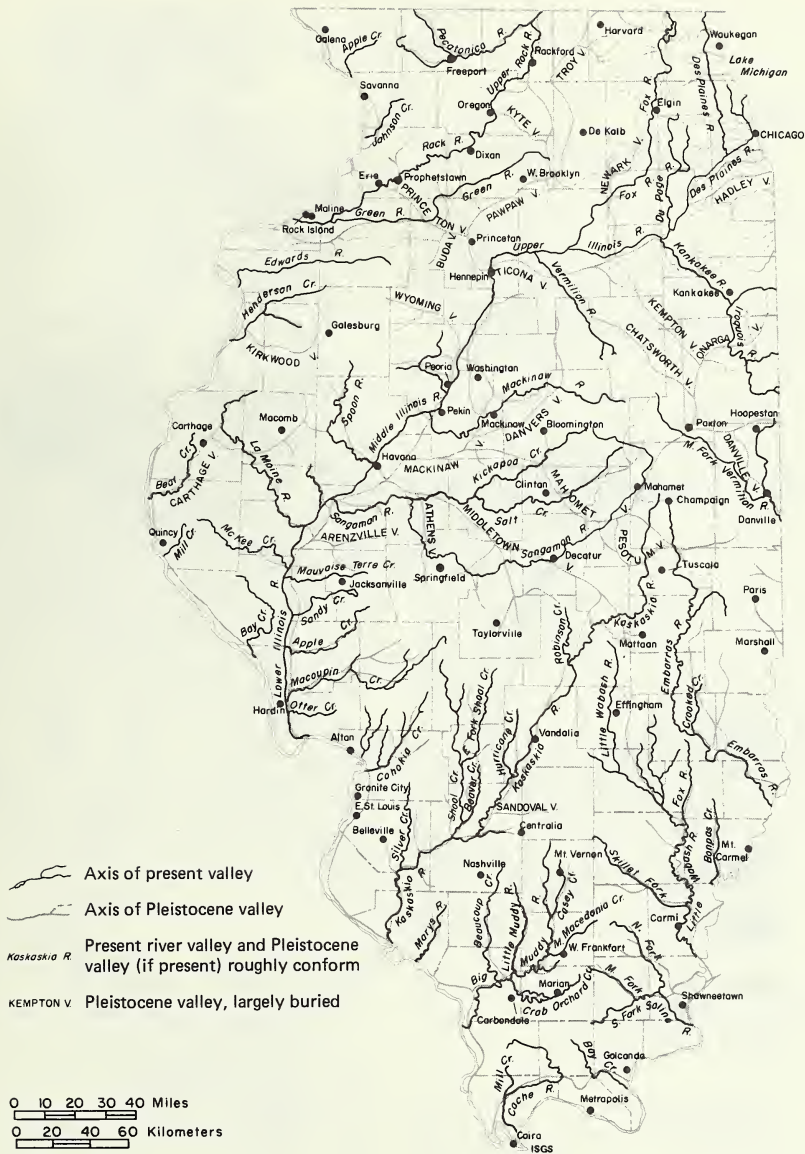 Galena
Apple Cr.
Pecatonica R.
Freeport
Upper Rock R.
Rockford
TROY V.
Harvard
Waukegan
Lake
Michigan
Des Plaines R.
Savanna
Johnson Cr.
Oregon
KYTE V.
Fox R.
Elgin
De Kalb
CHICAGO
Rock R.
Dixon
Erie
Prophetstown
Green R.
W. Brooklyn
NEWARK V.
Fox R.
Du Page R.
Des Plaines R.
HADLEY V.
Moline
Rock Island
Green R.
PRINCETON V.
PAWPAW V.
BUDA V.
Princeton
Upper Illinois R.
Edwards R.
Hennepin
TICONA V.
Vermilion R.
Kankakee R.
Kankakee
Henderson Cr.
WYOMING V.
KEMPTON V.
Iroquois R.
ONARGA V.
CHATSWORTH V.
Galesburg
KIRKWOOD V.
Peoria
Washington
Spoon R.
Middle Illinois R.
Pekin
Mackinaw R.
Mackinaw
DANVERS V.
Bloomington
Paxton
Hoopeston
Carthage
Macomb
La Moine R.
Bear Cr.
CARTHAGE V.
Havana
MACKINAW V.
Kickapoo Cr.
M. Fork Vermilion R.
DANVILLE V.
Danville
Clinton
MAHOMET V.
Mahomet
Champaign
Salt Cr.
Sangamon R.
ATHENS V.
MIDDLETOWN V.
Quincy
Mill Cr.
McKee Cr.
ARENZVILLE V.
Sangamon R.
Decatur
PESOTUM V.
Tuscola
Springfield
Mauvaise Terre Cr.
Jacksonville
Sandy Cr.
Bay Cr.
Apple Cr.
Lower Illinois R.
Taylorville
Robinson Cr.
Kaskaskia R.
Mattoon
Embarras R.
Paris
Marshall
Macoupin Cr.
Hardin
Otter Cr.
Little Wabash R.
Effingham
Crooked Cr.
Alton
Cahokia Cr.
Shoal Cr.
E. Fork Shoal Cr.
Beaver Cr.
Hurricane Cr.
Kaskaskia R.
Vandalia
Fox R.
Embarras R.
Granite City
E. St. Louis
Belleville
Silver Cr.
SANDOVAL V.
Centralia
Little Wabash R.
Bonpas Cr.
Mt.
Carmel
Kaskaskia R.
Nashville
Mt. Vernon
Skillet Fork
Marys R.
Beaucoup Cr.
Little Muddy R.
Casey Cr.
M. Macedonia Cr.
Carmi
Big Muddy R.
W. Frankfort
N. Fork
Marion
M. Fork
Crab Orchard Cr.
Carbondale
S. Fork Saline R.
Shawneetown
Mill Cr.
Bay Cr.
Golconda
Cache R.
Metropolis
Cairo
ISGS
Axis of present valley
Axis of Pleistocene valley
Kaskaskia R. Present river valley and Pleistocene
valley (if present) roughly conform
KEMPTON V. Pleistocene valley, largely buried
0 10 20 30 40 Miles
0 20 40 60 Kilometers